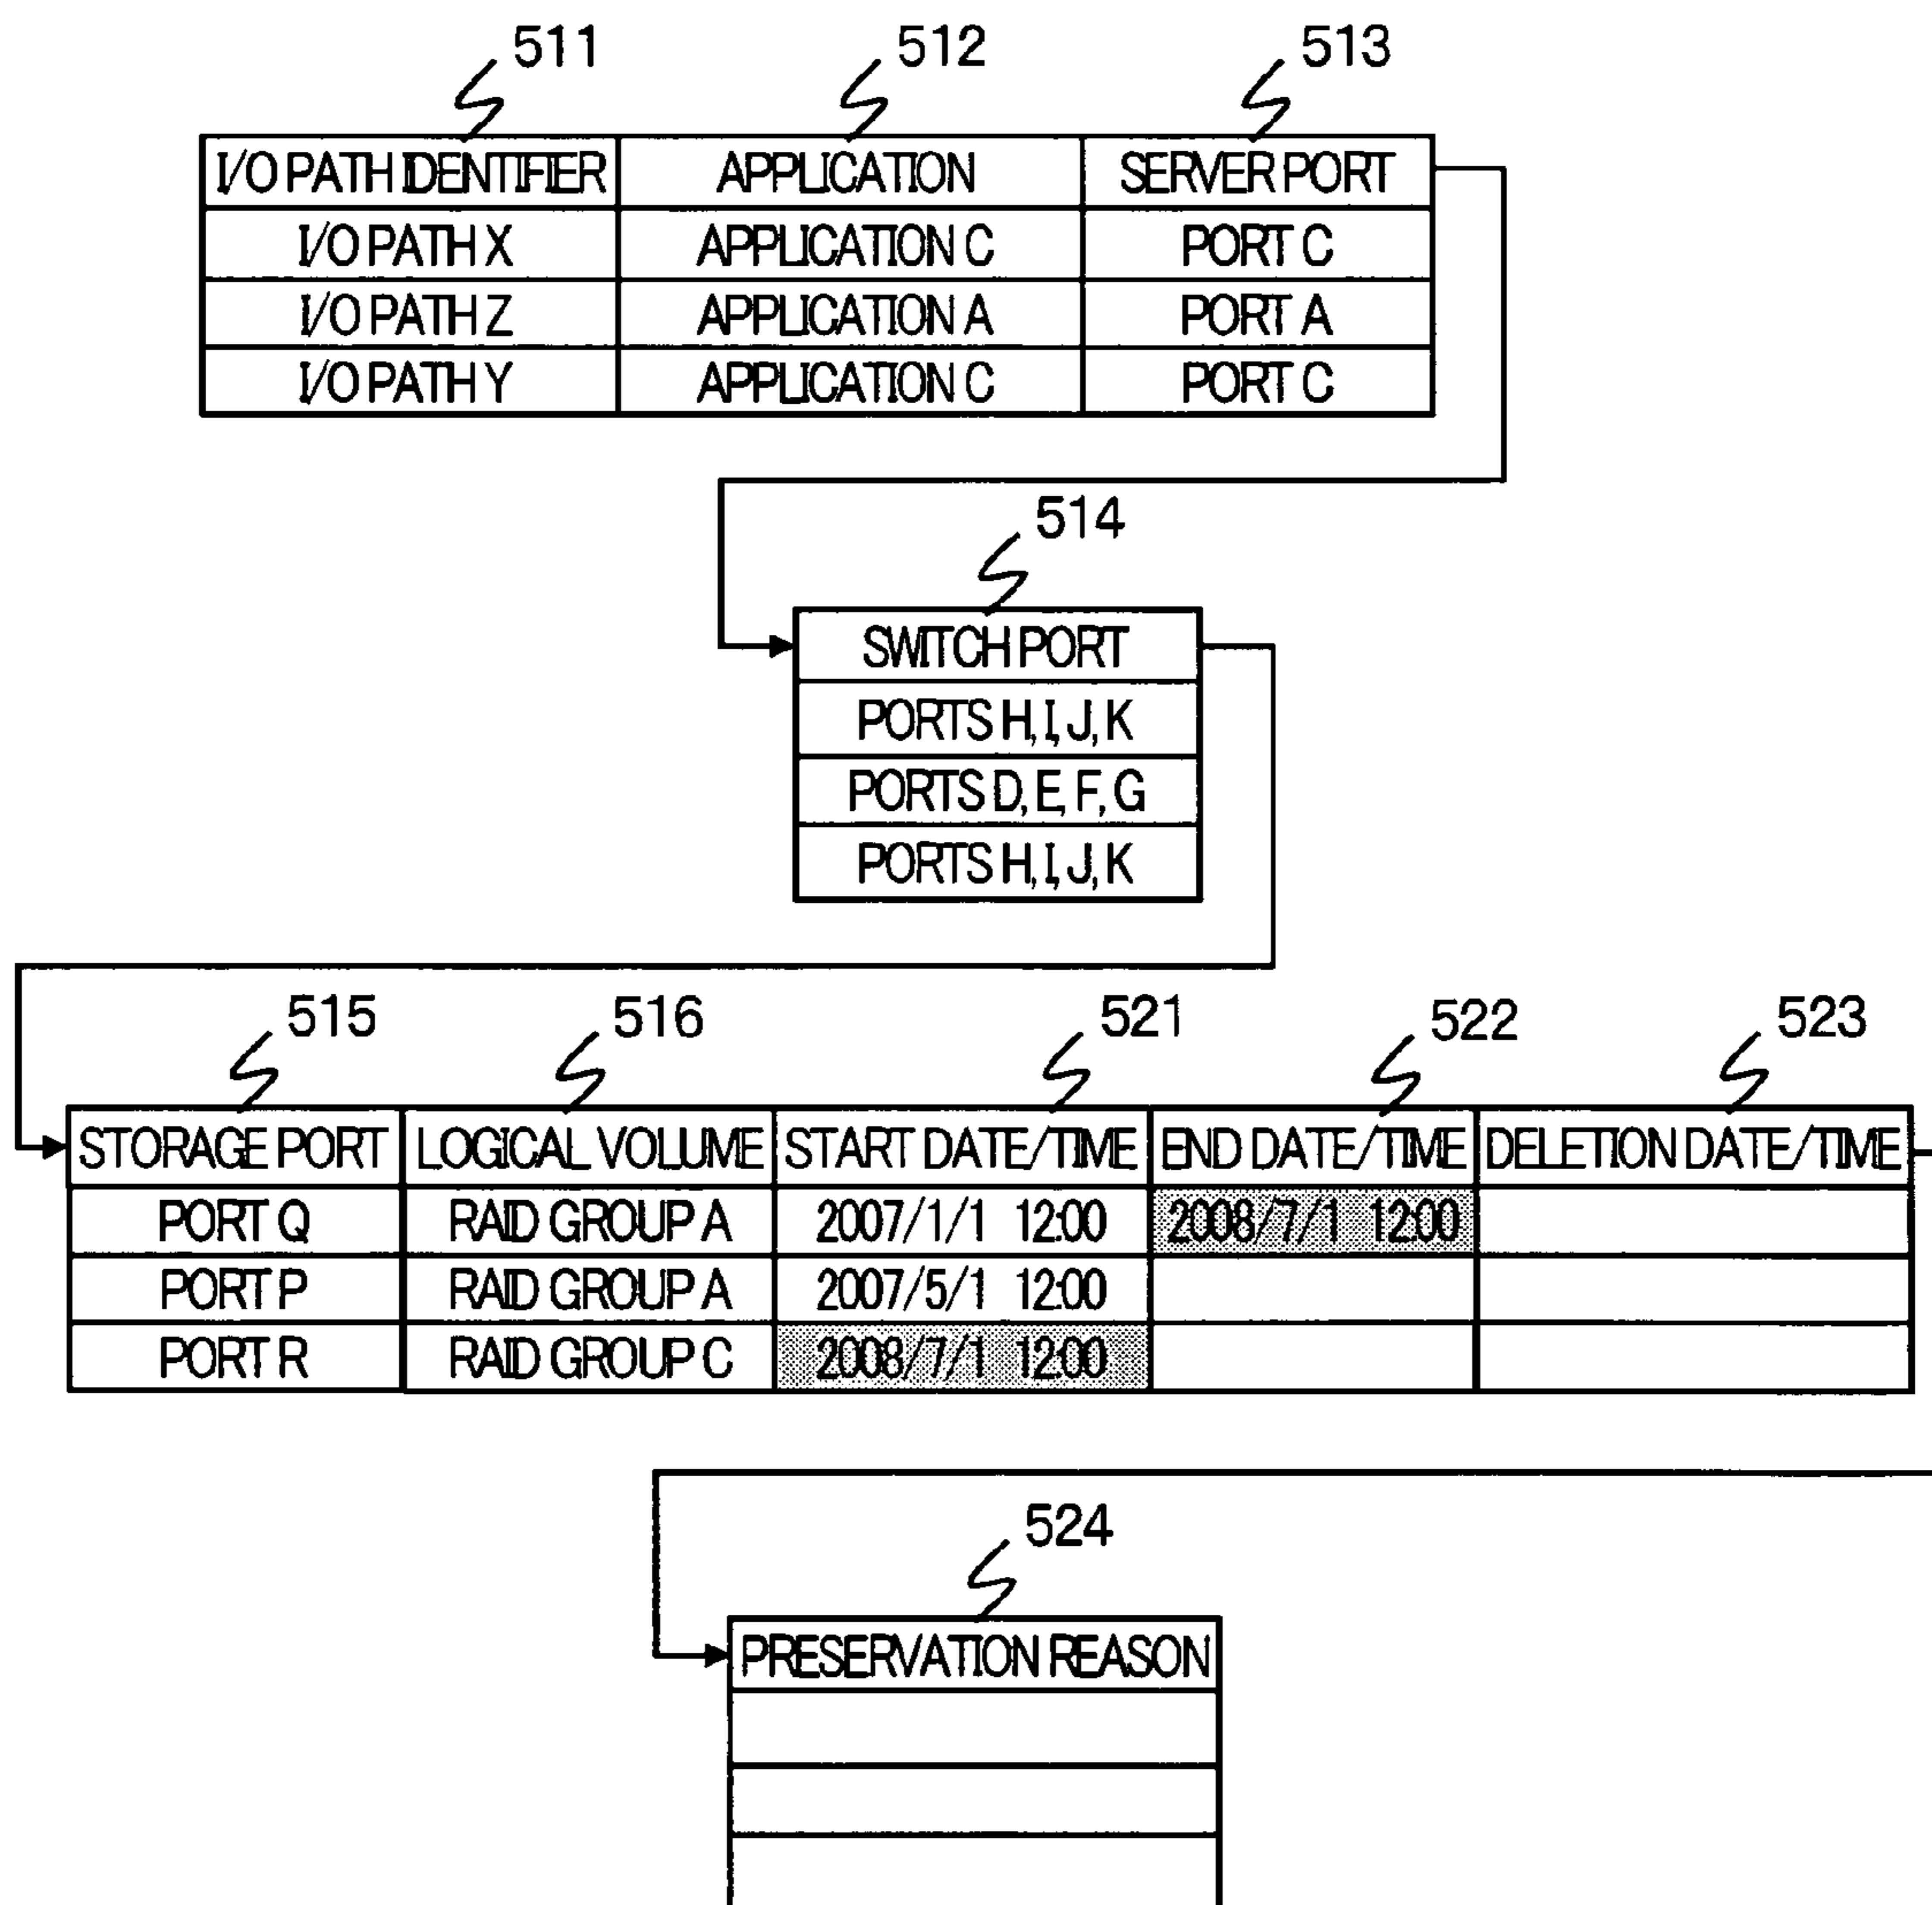 511 512 513
I/O PATH IDENTIFIER APPLICATION SERVER PORT
I/O PATH X APPLICATION C PORT C
I/O PATH Z APPLICATION A PORT A
I/O PATH Y APPLICATION C PORT C
514
SWITCH PORT
PORTS H, I, J, K
PORTS D, E, F, G
PORTS H, I, J, K
515 516 521 522 523
STORAGE PORT LOGICAL VOLUME START DATE/TIME END DATE/TIME DELETION DATE/TIME
PORT Q RAID GROUP A 2007/1/1 12:00 2008/7/1 12:00
PORT P RAID GROUP A 2007/5/1 12:00
PORT R RAID GROUP C 2008/7/1 12:00
524
PRESERVATION REASON